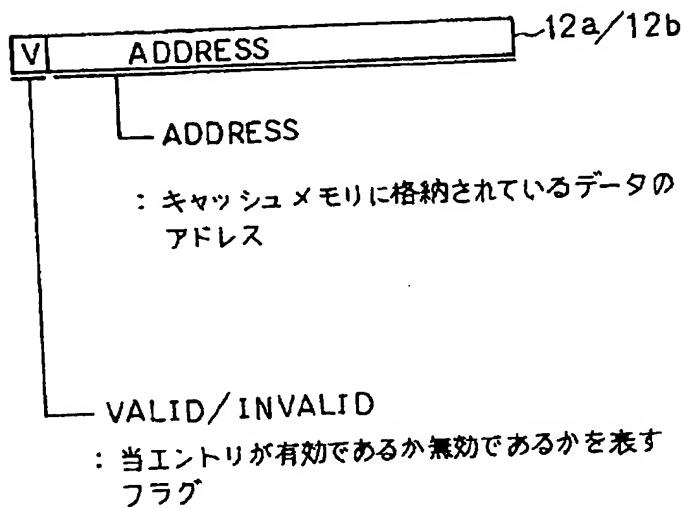 V ADDRESS 12a/12b
ADDRESS
: キャッシュメモリに格納されているデータの
アドレス
VALID/INVALID
: 当エントリが有効であるか無効であるかを表す
フラグ